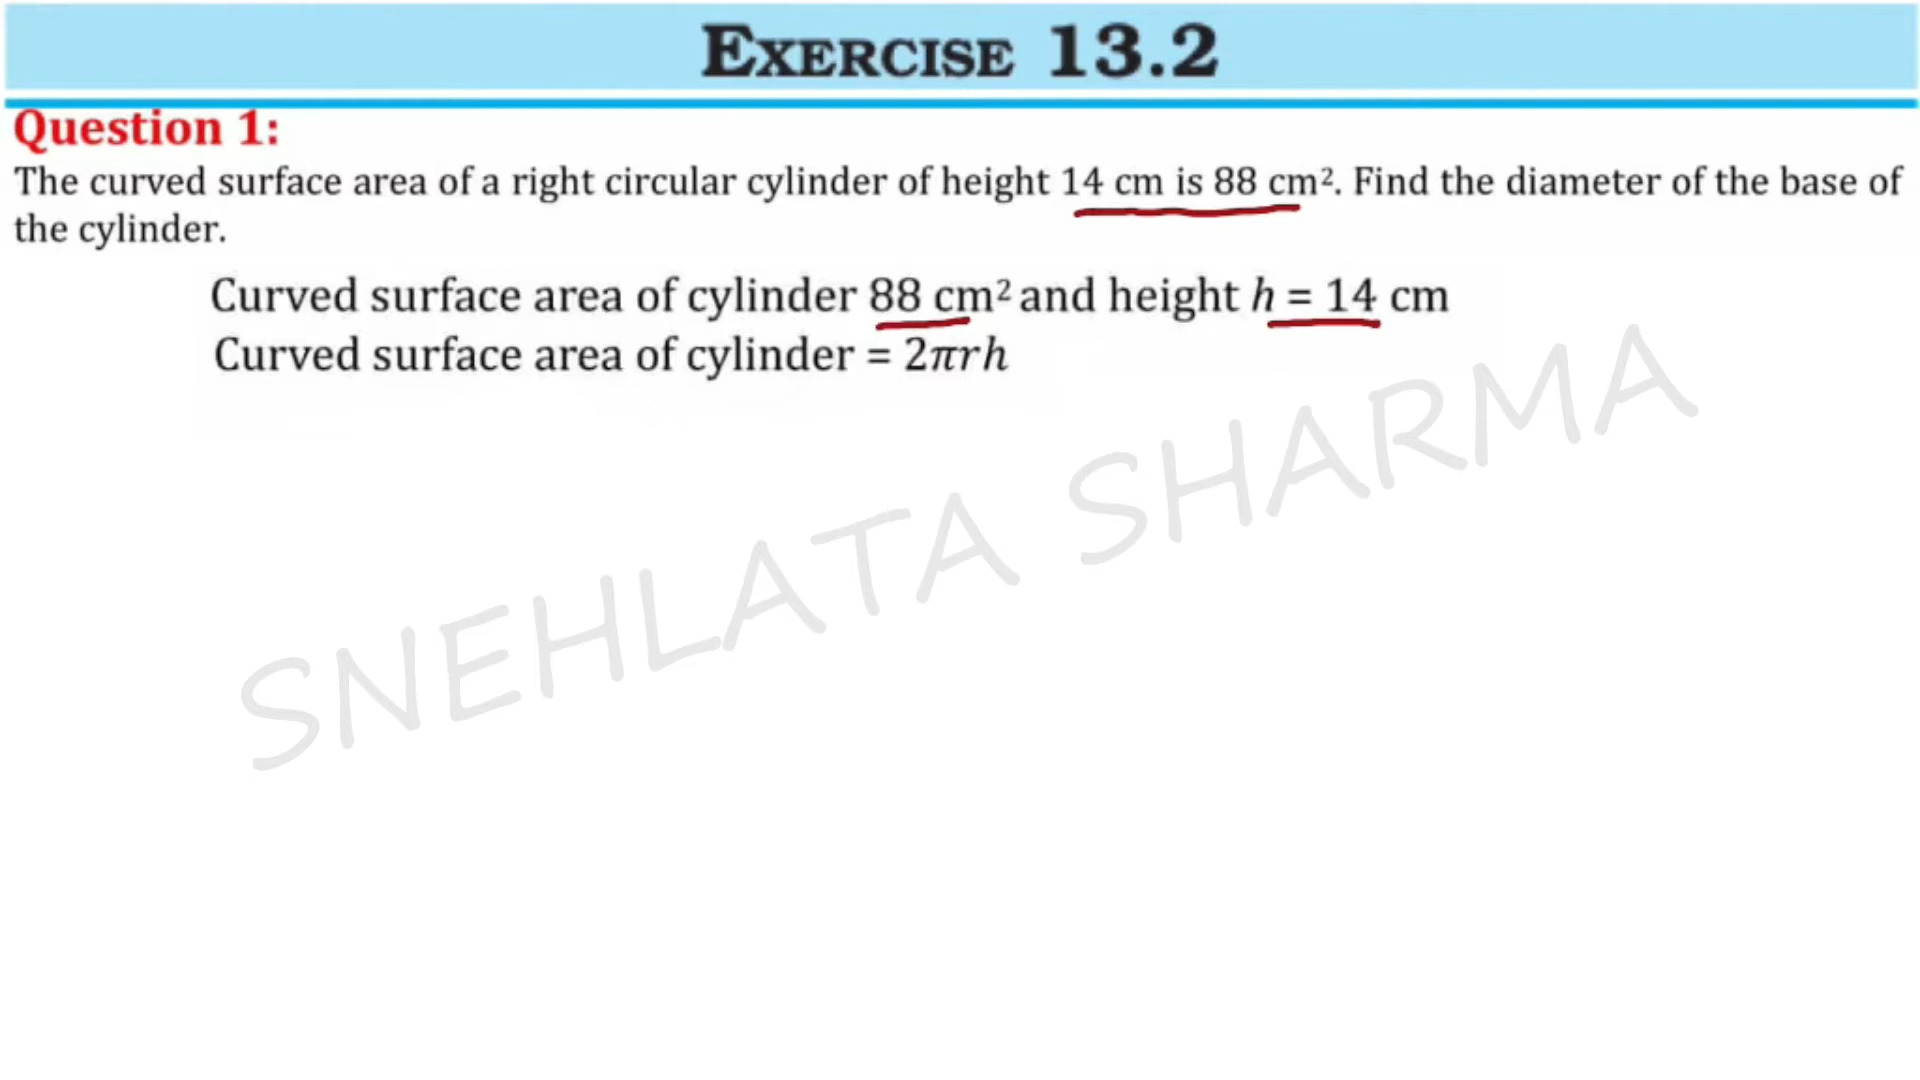 EXERCISE 13.2
Question 1:
The curved surface area of a right circular cylinder of height 14 cm is 88 cm². Find the diameter of the base of
the cylinder.
Curved surface area of cylinder 88 cm² and height h = 14 cm
Curved surface area of cylinder = 2πrh
SNEHLATA SHARMA